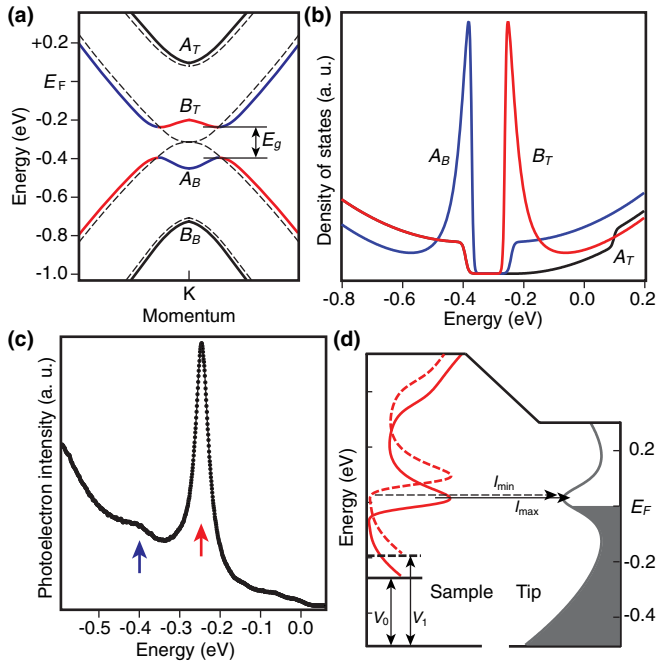 (a)
+0.2
E_F
-0.2
-0.4
-0.6
-0.8
-1.0
Energy (eV)
A_T
B_T
E_g
A_B
B_B
K
Momentum
(b)
Density of states (a. u.)
A_B
B_T
A_T
-0.8
-0.6
-0.4
-0.2
0.0
0.2
Energy (eV)
(c)
Photoelectron intensity (a. u.)
-0.5
-0.4
-0.3
-0.2
-0.1
0.0
Energy (eV)
(d)
Energy (eV)
I_min
I_max
0.2
E_F
-0.2
-0.4
Sample
Tip
V_0
V_1